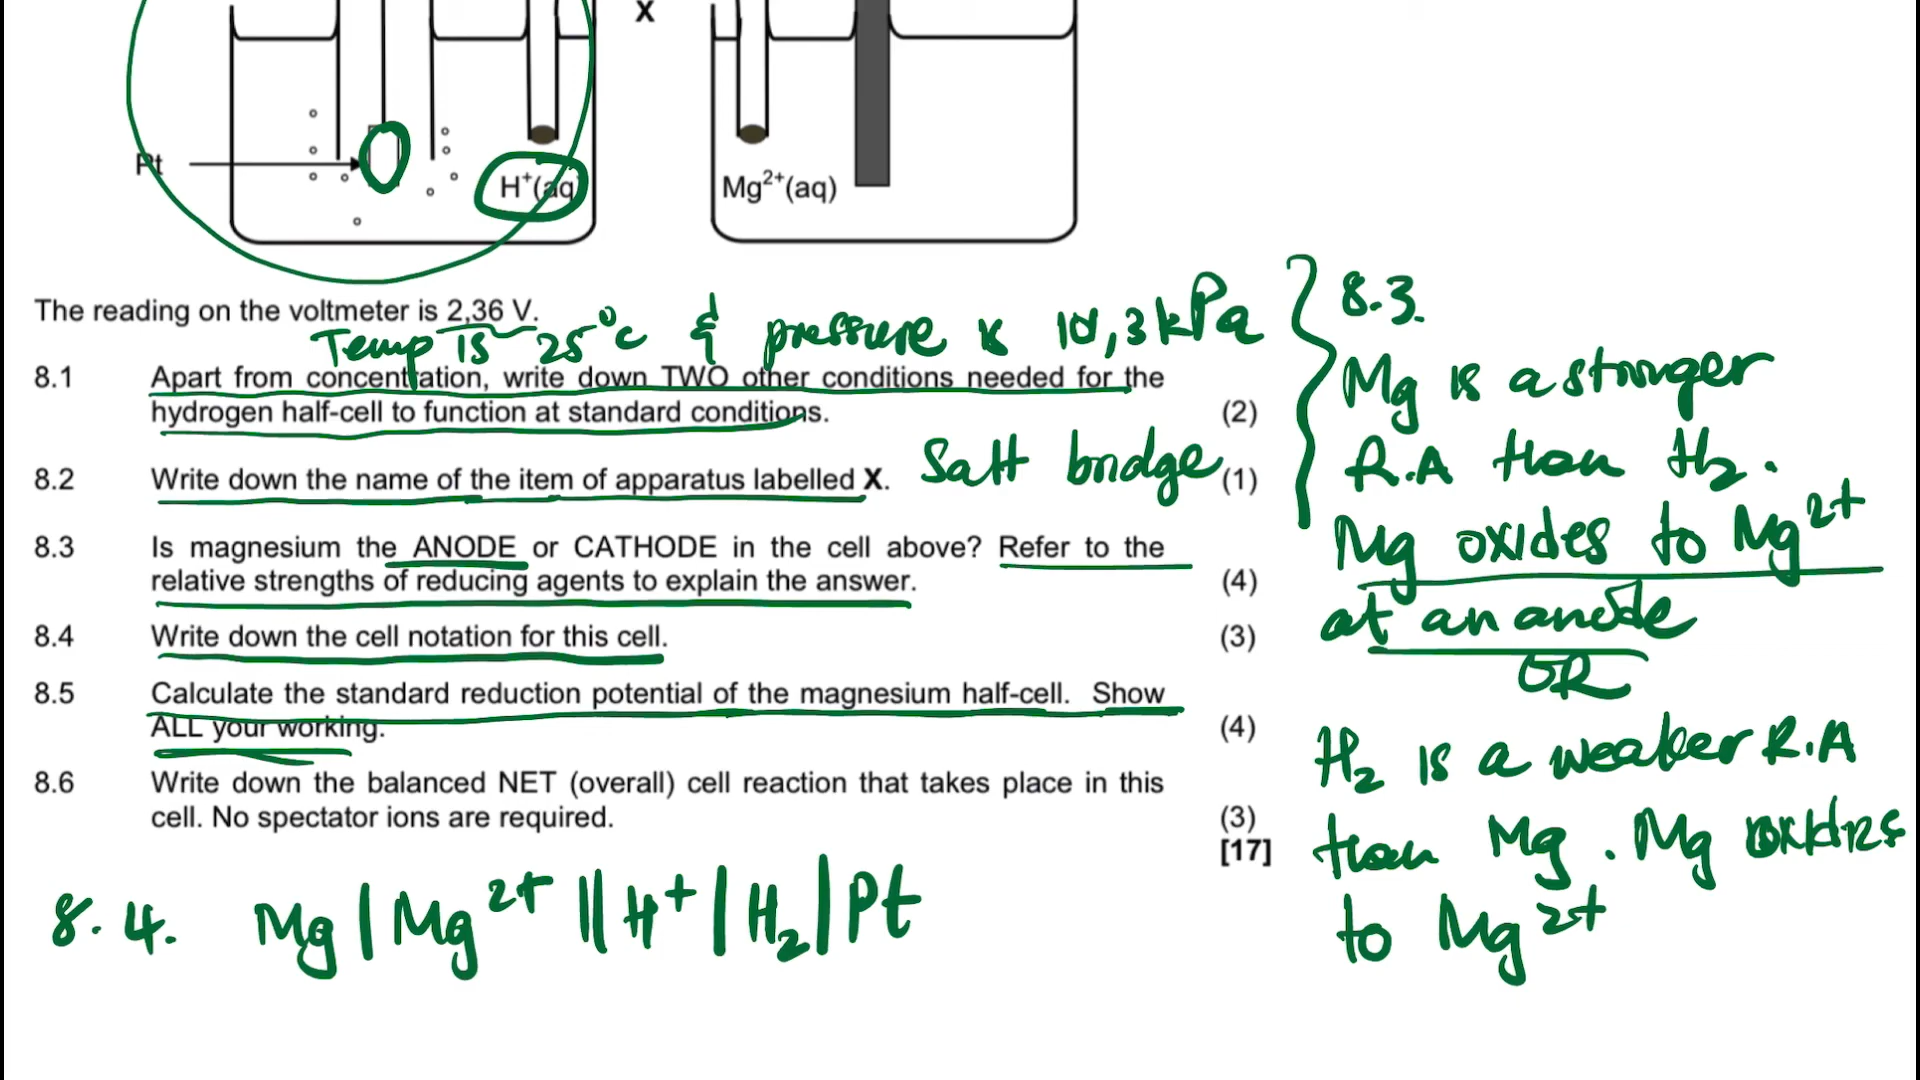 X
Pt
H⁺(aq)
Mg²⁺(aq)
The reading on the voltmeter is 2,36 V.
Temp is 25°c & pressure is 101,3 kPa
8.1 Apart from concentration, write down TWO other conditions needed for the
hydrogen half-cell to function at standard conditions. (2)
8.2 Write down the name of the item of apparatus labelled X. Salt bridge (1)
8.3 Is magnesium the ANODE or CATHODE in the cell above? Refer to the
relative strengths of reducing agents to explain the answer. (4)
8.4 Write down the cell notation for this cell. (3)
8.5 Calculate the standard reduction potential of the magnesium half-cell. Show
ALL your working. (4)
8.6 Write down the balanced NET (overall) cell reaction that takes place in this
cell. No spectator ions are required. (3)
[17]
8.3.
Mg is a stronger
R.A than H₂.
Mg oxides to Mg²⁺
at an anode
OR
H₂ is a weaker R.A
than Mg. Mg oxidizes
to Mg²⁺
8.4. Mg | Mg²⁺ || H⁺ | H₂ | Pt